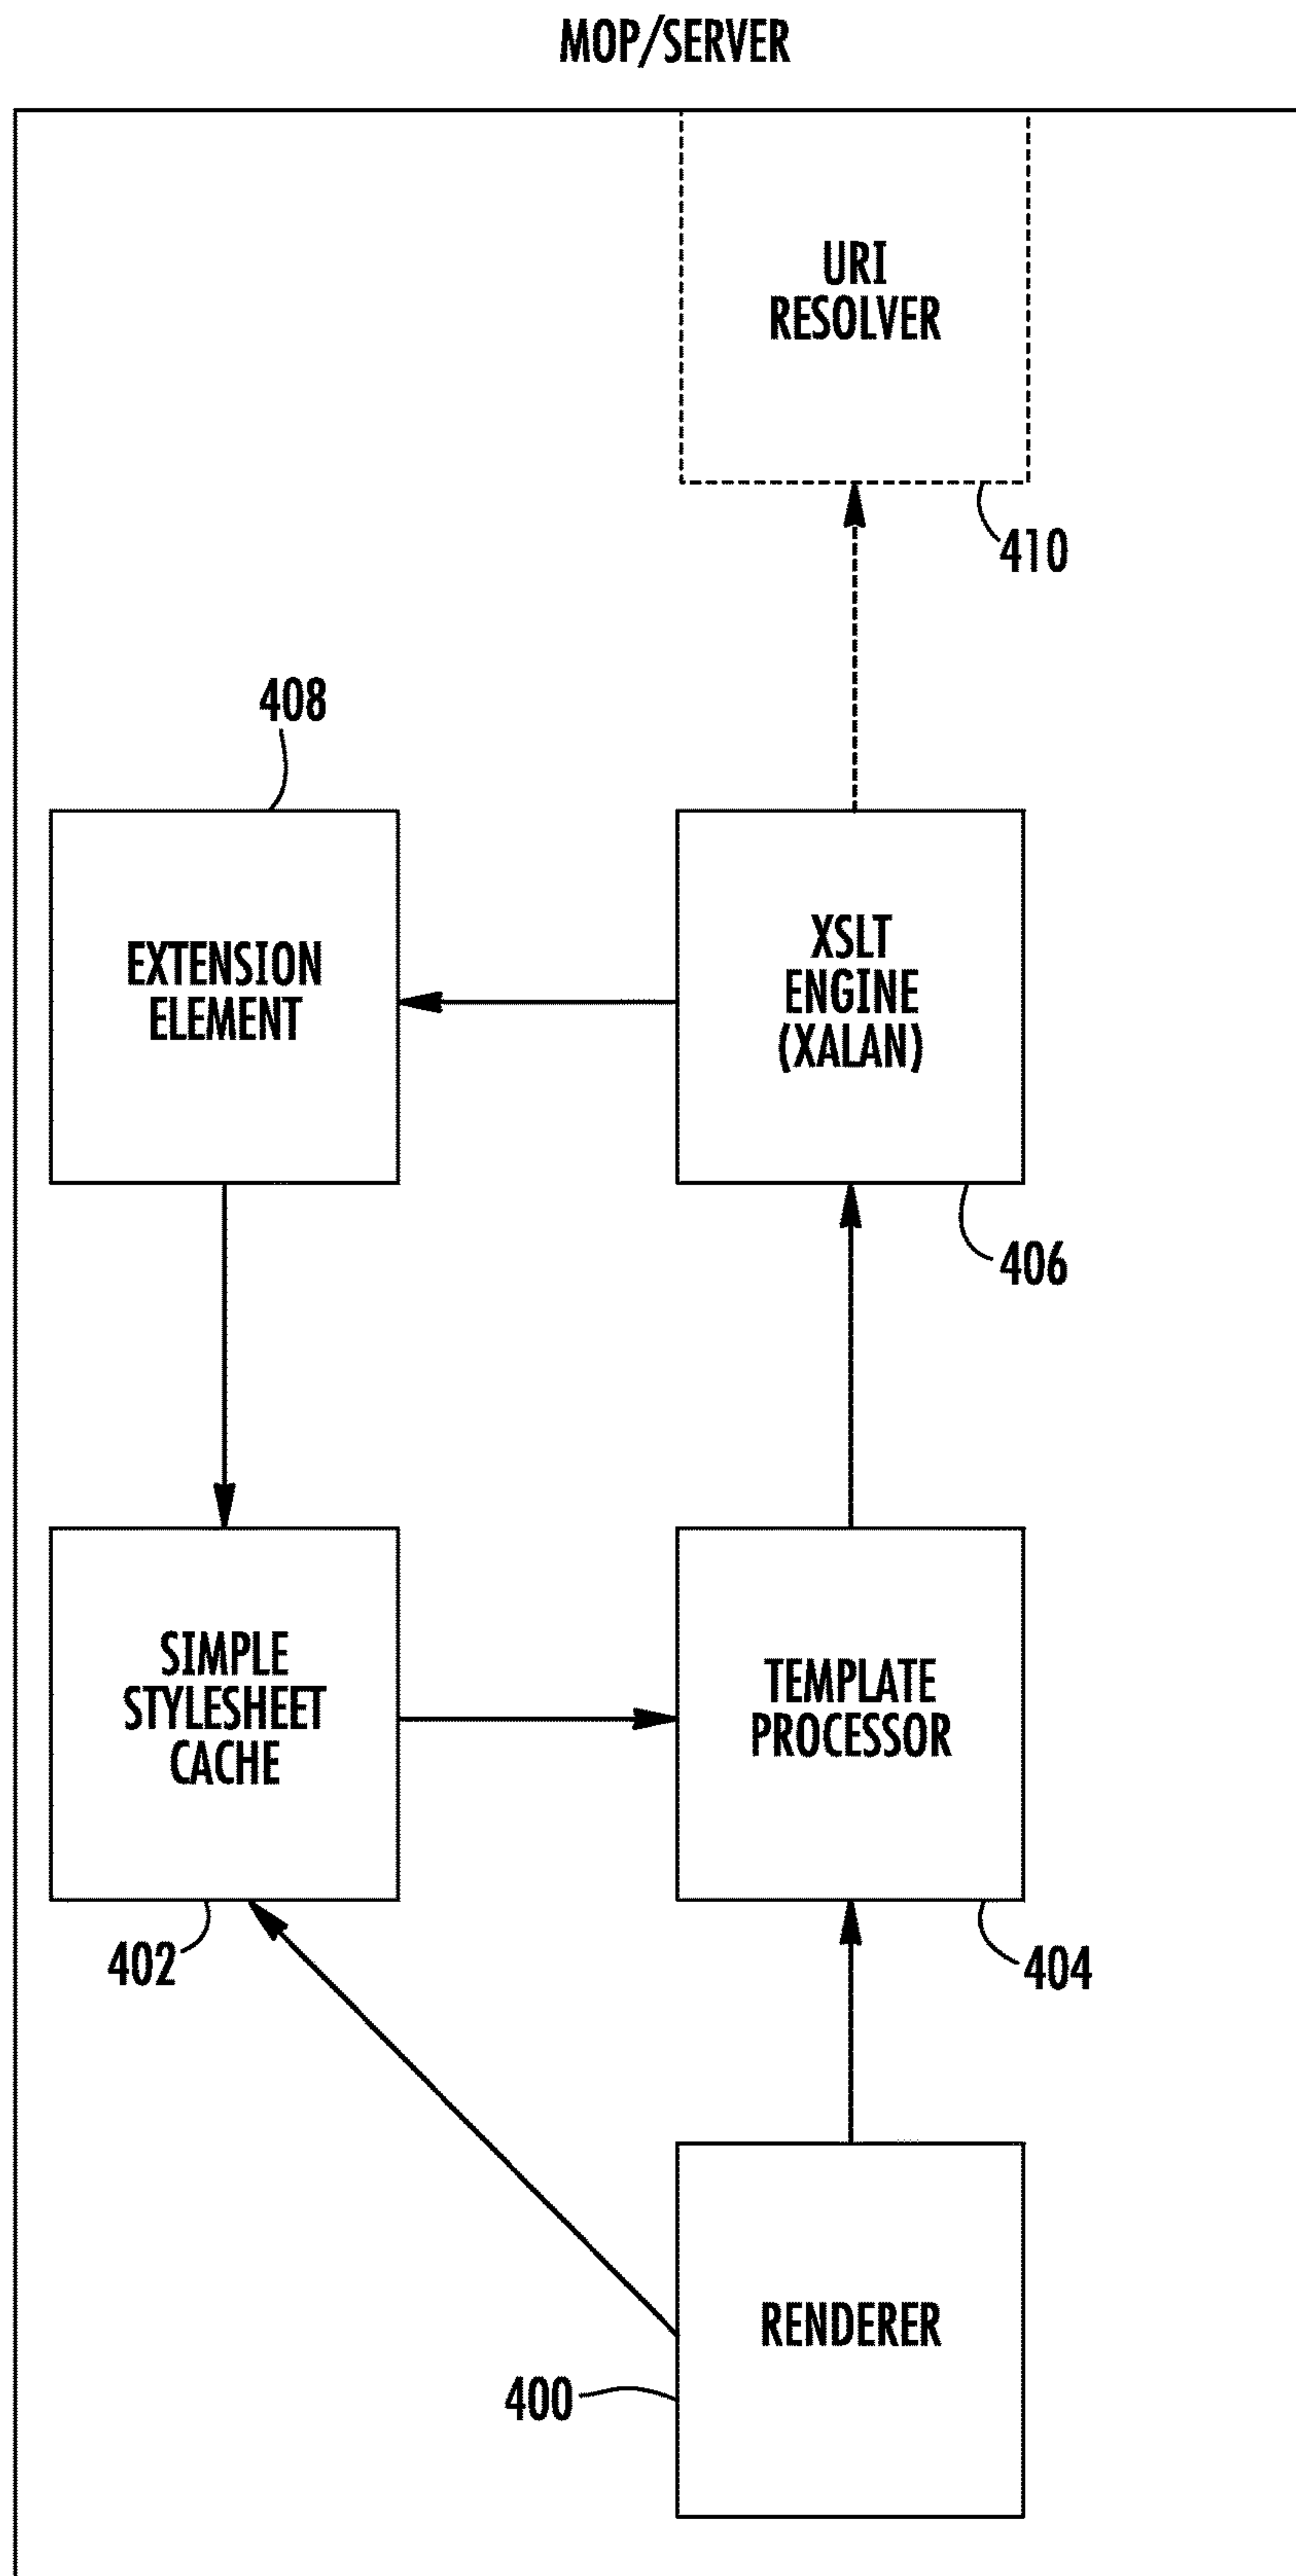 MOP/SERVER
URI
RESOLVER
410
408
EXTENSION
ELEMENT
XSLT
ENGINE
(XALAN)
406
SIMPLE
STYLESHEET
CACHE
TEMPLATE
PROCESSOR
402
404
RENDERER
400